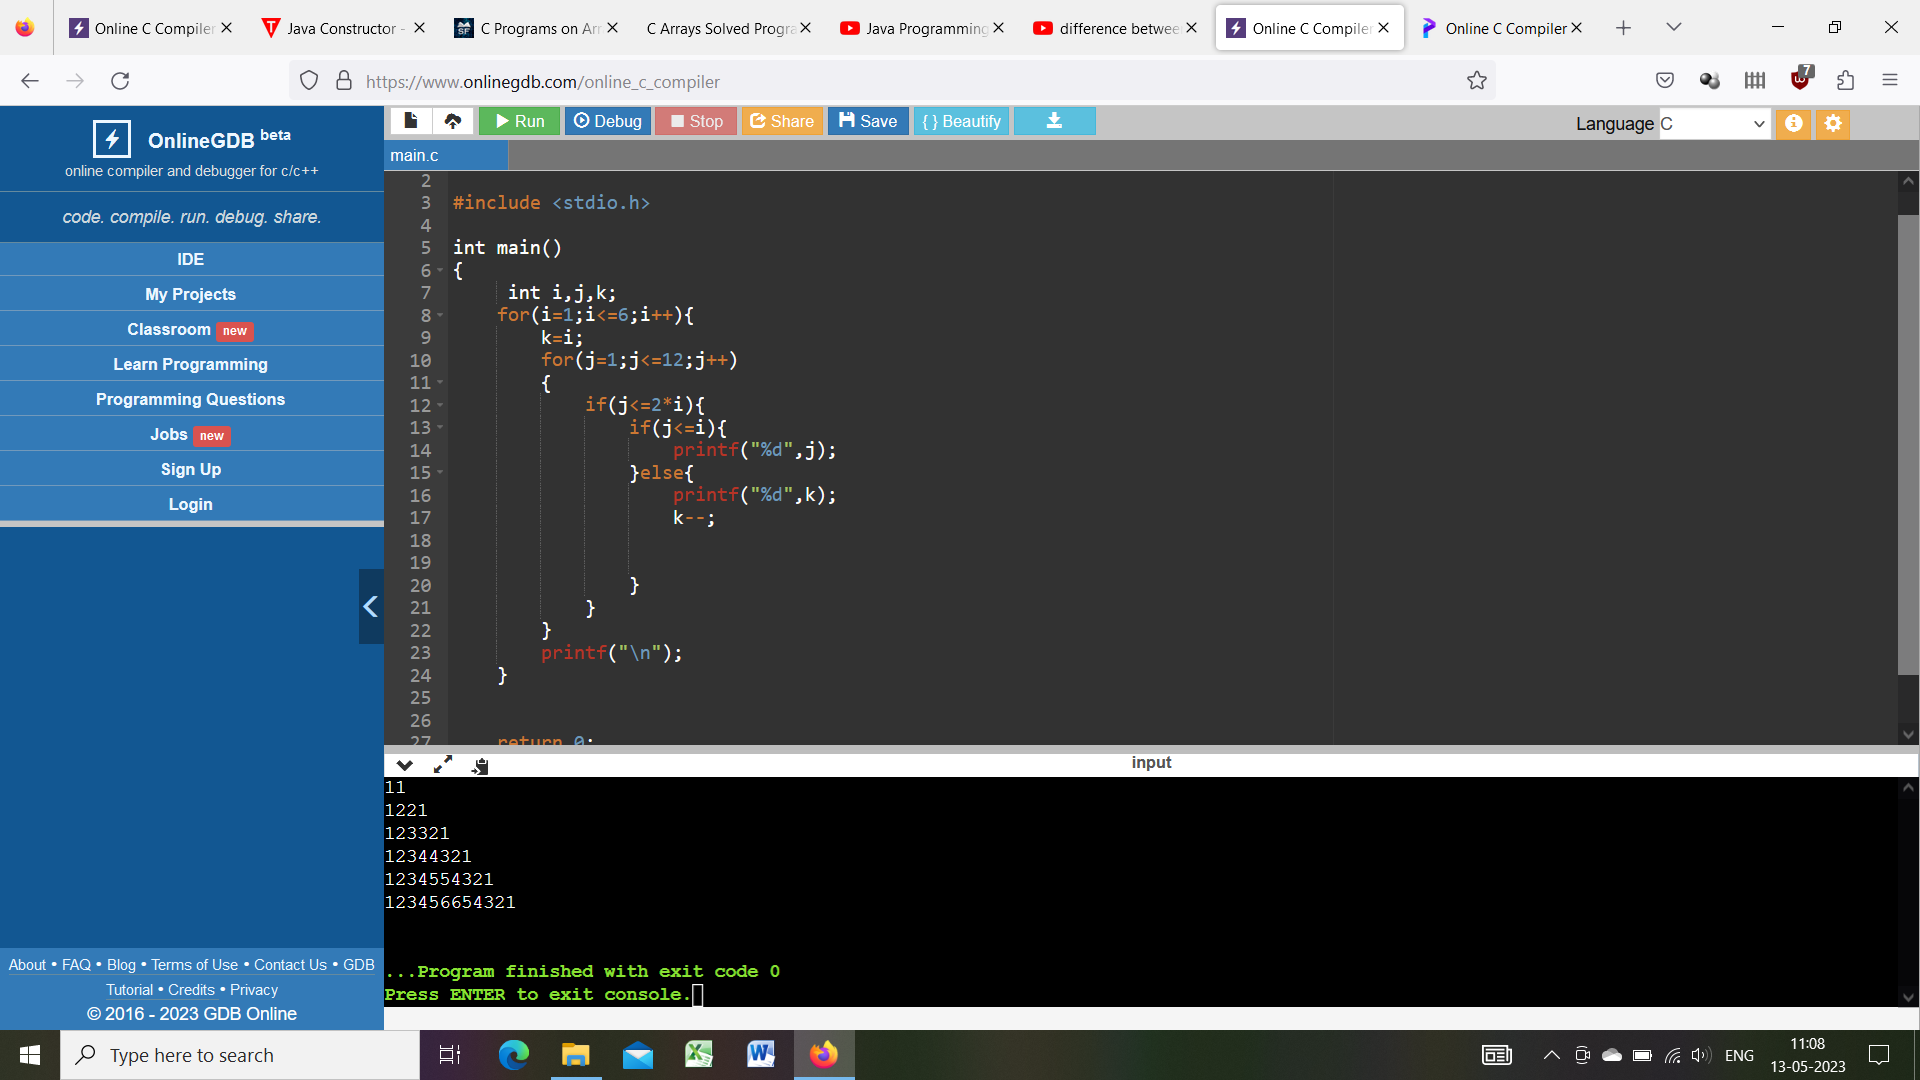 Online C Compiler
Java Constructor -
C Programs on Arr
C Arrays Solved Progra
Java Programming
difference betwee
Online C Compiler
Online C Compiler
https://www.onlinegdb.com/online_c_compiler
7
OnlineGDB beta
online compiler and debugger for c/c++
code. compile. run. debug. share.
IDE
My Projects
Classroom new
Learn Programming
Programming Questions
Jobs new
Sign Up
Login
About • FAQ • Blog • Terms of Use • Contact Us • GDB
Tutorial • Credits • Privacy
© 2016 - 2023 GDB Online
Run Debug Stop Share Save { } Beautify
Language C
main.c
2
3 #include <stdio.h>
4
5 int main()
6 {
7 int i,j,k;
8 for(i=1;i<=6;i++){
9 k=i;
10 for(j=1;j<=12;j++)
11 {
12 if(j<=2*i){
13 if(j<=i){
14 printf("%d",j);
15 }else{
16 printf("%d",k);
17 k--;
18
19
20 }
21 }
22 }
23 printf("\n");
24 }
25
26
27 return 0;
input
11
1221
123321
12344321
1234554321
123456654321
...Program finished with exit code 0
Press ENTER to exit console.
Type here to search
ENG
11:08
13-05-2023